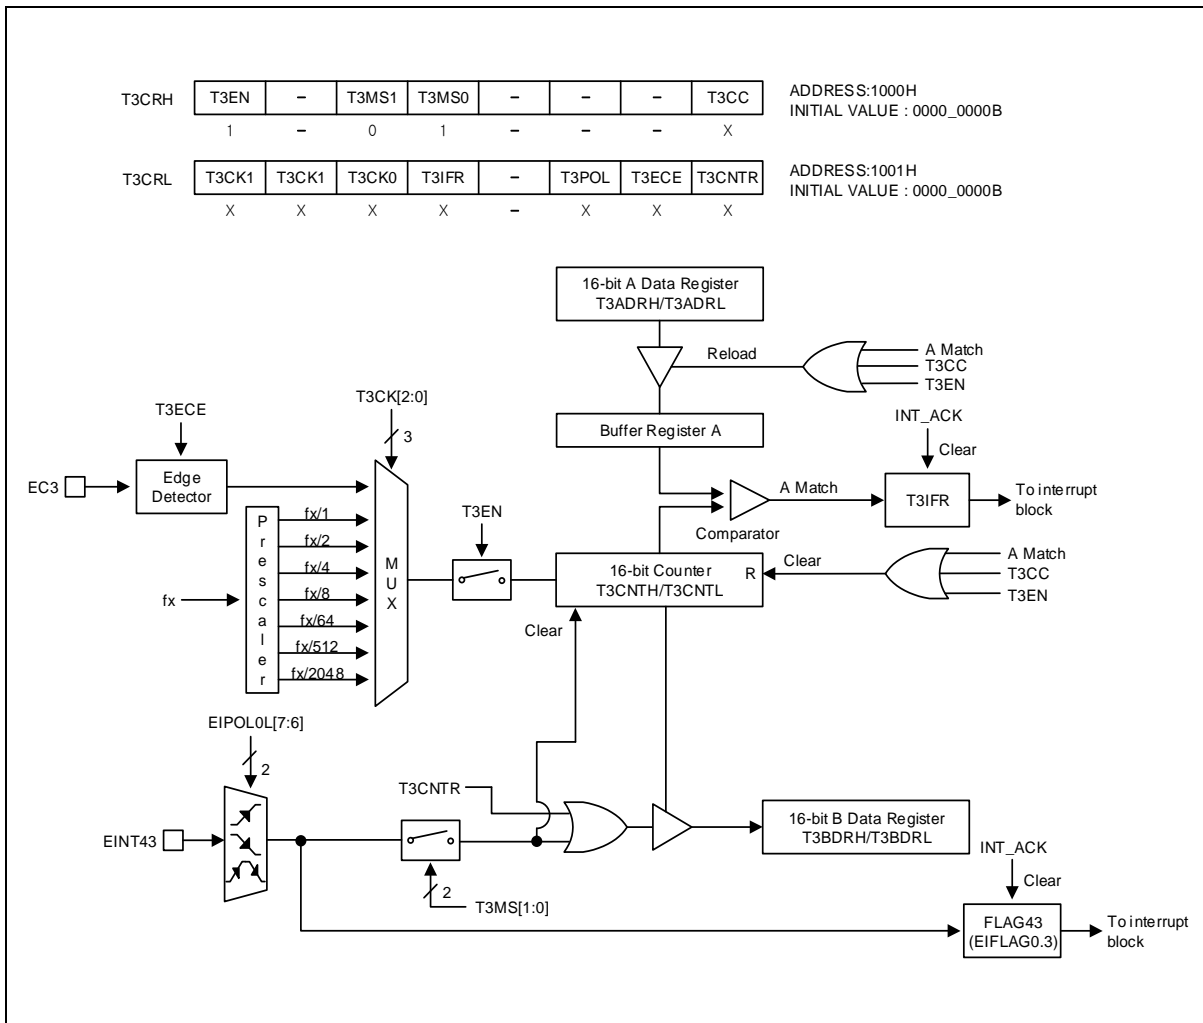 T3CRH T3EN – T3MS1 T3MS0 – – – T3CC
1 – 0 1 – – – X
ADDRESS:1000H
INITIAL VALUE : 0000_0000B
T3CRL T3CK1 T3CK1 T3CK0 T3IFR – T3POL T3ECE T3CNTR
X X X X – X X X
ADDRESS:1001H
INITIAL VALUE : 0000_0000B
16-bit A Data Register
T3ADRH/T3ADRL
Reload
A Match
T3CC
T3EN
T3CK[2:0]
3
T3ECE
Buffer Register A
INT_ACK
Clear
EC3
Edge
Detector
A Match
T3IFR
To interrupt
block
Comparator
T3EN
Prescaler
fx/1
fx/2
fx/4
fx/8
fx/64
fx/512
fx/2048
fx
MUX
16-bit Counter
T3CNTH/T3CNTL
R
Clear
A Match
T3CC
T3EN
Clear
EIPOL0L[7:6]
2
T3CNTR
EINT43
2
T3MS[1:0]
16-bit B Data Register
T3BDRH/T3BDRL
INT_ACK
Clear
FLAG43
(EIFLAG0.3)
To interrupt
block